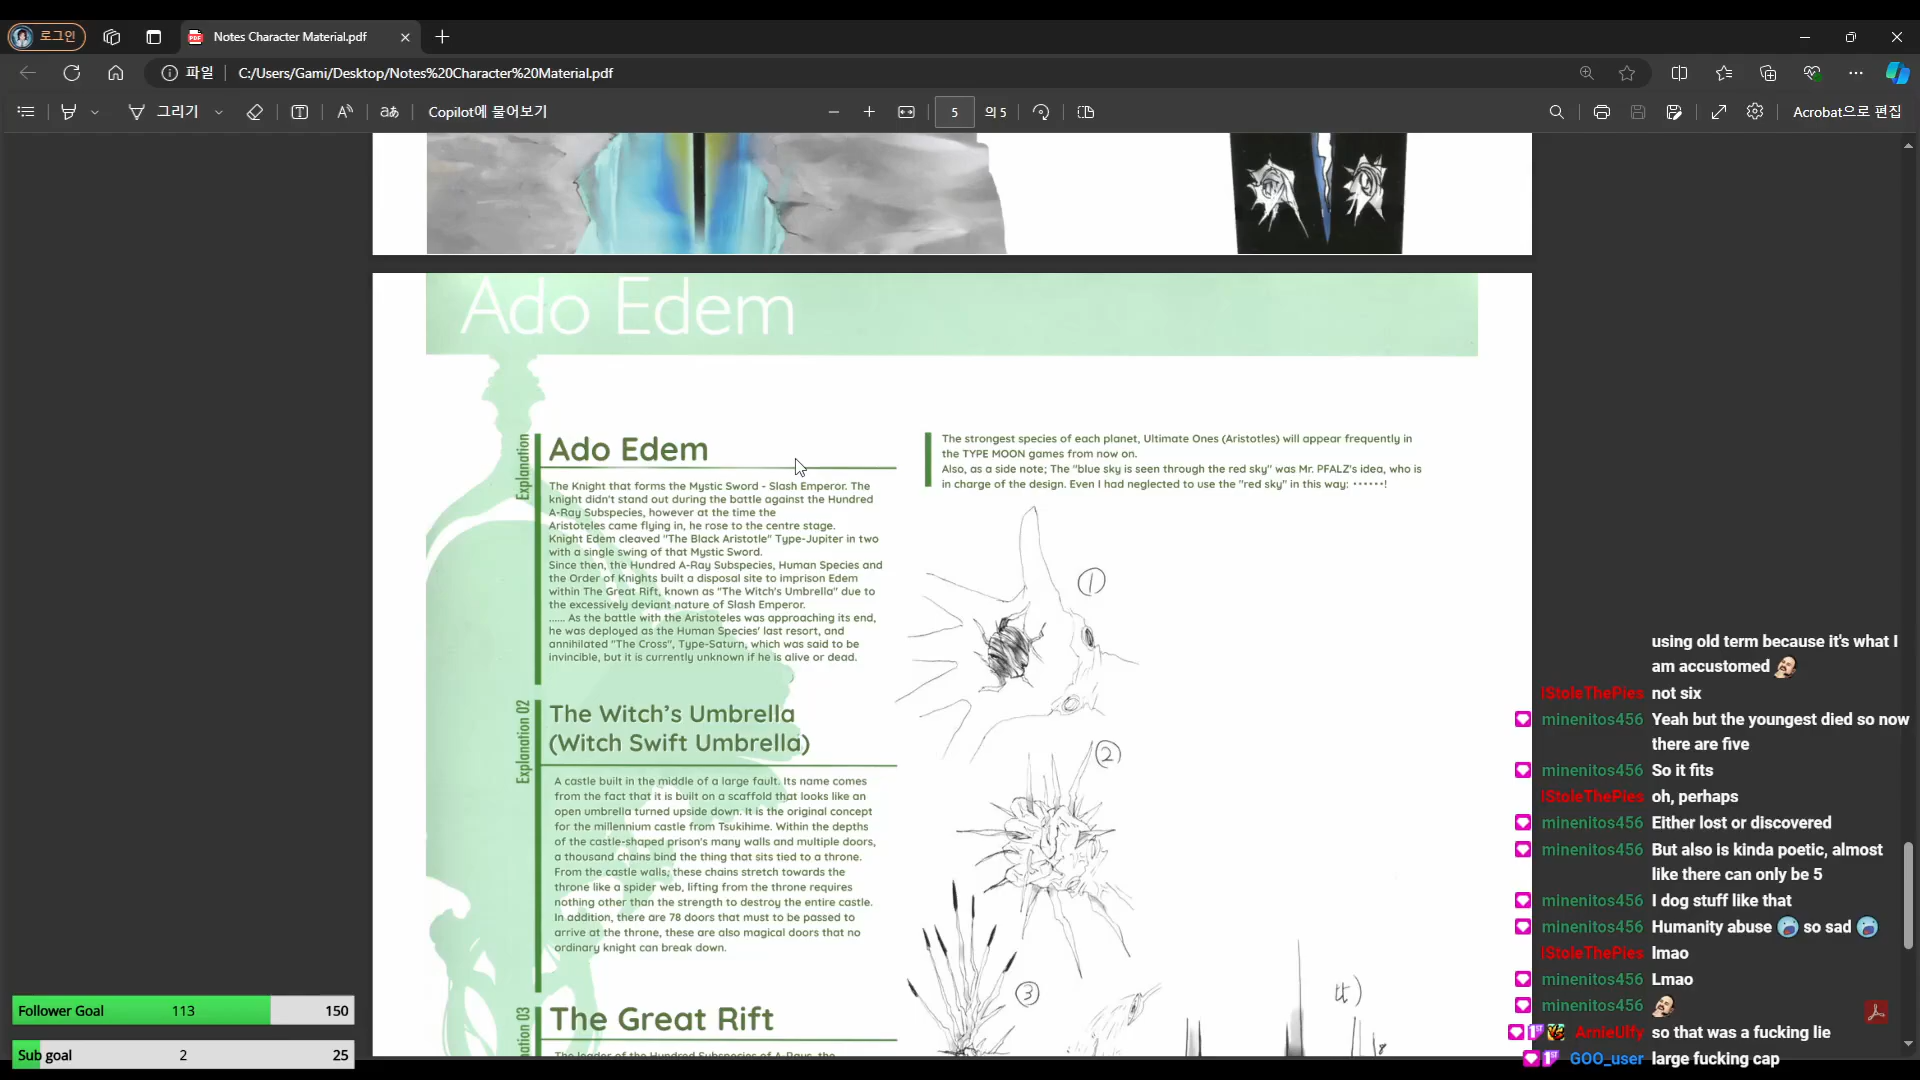 로그인
Notes Character Material.pdf
파일
C:/Users/Gami/Desktop/Notes%20Character%20Material.pdf
그리기
Copilot에 물어보기
5
의 5
Acrobat으로 편집
Ado Edem
Explanation
Ado Edem
The Knight that forms the Mystic Sword - Slash Emperor. The
knight didn't stand out during the battle against the Hundred
A-Ray Subspecies, however at the time the
Aristoteles came flying in, he rose to the centre stage.
Knight Edem cleaved "The Black Aristotle" Type-Jupiter in two
with a single swing of that Mystic Sword.
Since then, the Hundred A-Ray Subspecies, Human Species and
the Order of Knights built a disposal site to imprison Edem
within The Great Rift, known as "The Witch's Umbrella" due to
the excessively deviant nature of Slash Emperor.
...... As the battle with the Aristoteles was approaching its end,
he was deployed as the Human Species' last resort, and
annihilated "The Cross", Type-Saturn, which was said to be
invincible, but it is currently unknown if he is alive or dead.
Explanation 02
The Witch's Umbrella
(Witch Swift Umbrella)
A castle built in the middle of a large fault. Its name comes
from the fact that it is built on a scaffold that looks like an
open umbrella turned upside down. It is the original concept
for the millennium castle from Tsukihime. Within the depths
of the castle-shaped prison's many walls and multiple doors,
a thousand chains bind the thing that sits tied to a throne.
From the castle walls; these chains stretch towards the
throne like a spider web, lifting from the throne requires
nothing other than the strength to destroy the entire castle.
In addition, there are 78 doors that must to be passed to
arrive at the throne, these are also magical doors that no
ordinary knight can break down.
nation 03
The Great Rift
The leader of the Hundred Subspecies of A-Rays, the
The strongest species of each planet, Ultimate Ones (Aristotles) will appear frequently in
the TYPE MOON games from now on.
Also, as a side note; The "blue sky is seen through the red sky" was Mr. PFALZ's idea, who is
in charge of the design. Even I had neglected to use the "red sky" in this way: ······!
①
②
③
using old term because it's what I
am accustomed
IStoleThePies not six
minenitos456 Yeah but the youngest died so now
there are five
minenitos456 So it fits
IStoleThePies oh, perhaps
minenitos456 Either lost or discovered
minenitos456 But also is kinda poetic, almost
like there can only be 5
minenitos456 I dog stuff like that
minenitos456 Humanity abuse so sad
IStoleThePies lmao
minenitos456 Lmao
minenitos456
ArnieUlfy so that was a fucking lie
GOO_user large fucking cap
Follower Goal 113 150
Sub goal 2 25